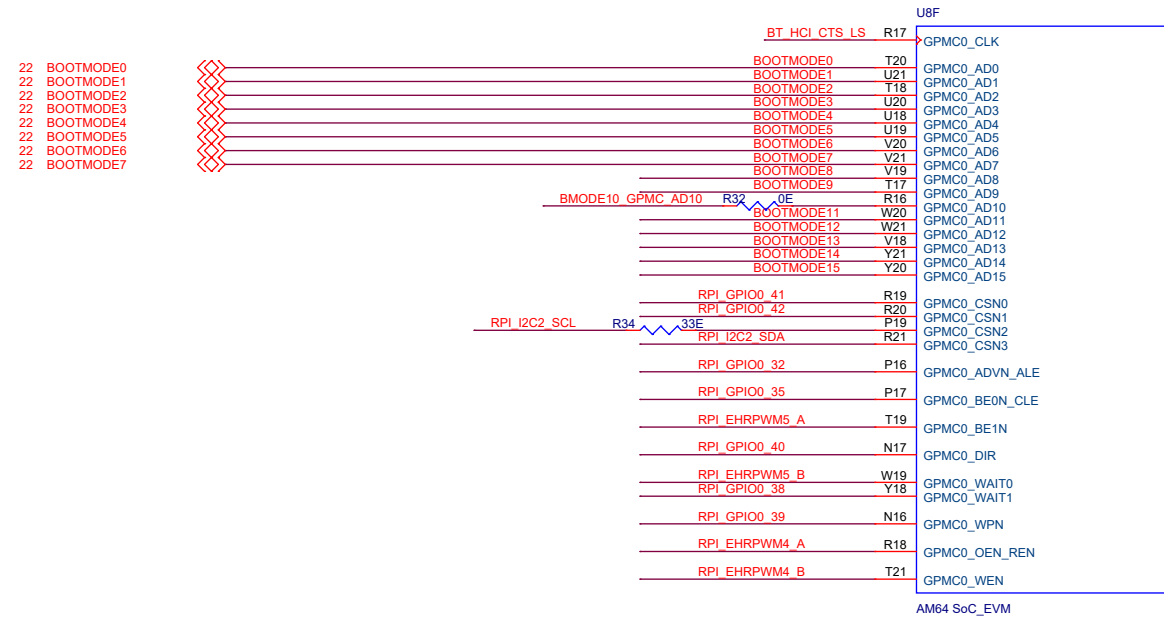 U8F
BT_HCI_CTS_LS R17 GPMC0_CLK
22 BOOTMODE0 BOOTMODE0 T20 GPMC0_AD0
22 BOOTMODE1 BOOTMODE1 U21 GPMC0_AD1
22 BOOTMODE2 BOOTMODE2 T18 GPMC0_AD2
22 BOOTMODE3 BOOTMODE3 U20 GPMC0_AD3
22 BOOTMODE4 BOOTMODE4 U18 GPMC0_AD4
22 BOOTMODE5 BOOTMODE5 U19 GPMC0_AD5
22 BOOTMODE6 BOOTMODE6 V20 GPMC0_AD6
22 BOOTMODE7 BOOTMODE7 V21 GPMC0_AD7
BOOTMODE8 V19 GPMC0_AD8
BOOTMODE9 T17 GPMC0_AD9
BMODE10_GPMC_AD10 R32 0E R16 GPMC0_AD10
BOOTMODE11 W20 GPMC0_AD11
BOOTMODE12 W21 GPMC0_AD12
BOOTMODE13 V18 GPMC0_AD13
BOOTMODE14 Y21 GPMC0_AD14
BOOTMODE15 Y20 GPMC0_AD15
RPI_GPIO0_41 R19 GPMC0_CSN0
RPI_GPIO0_42 R20 GPMC0_CSN1
RPI_I2C2_SCL R34 33E P19 GPMC0_CSN2
RPI_I2C2_SDA R21 GPMC0_CSN3
RPI_GPIO0_32 P16 GPMC0_ADVN_ALE
RPI_GPIO0_35 P17 GPMC0_BE0N_CLE
RPI_EHRPWM5_A T19 GPMC0_BE1N
RPI_GPIO0_40 N17 GPMC0_DIR
RPI_EHRPWM5_B W19 GPMC0_WAIT0
RPI_GPIO0_38 Y18 GPMC0_WAIT1
RPI_GPIO0_39 N16 GPMC0_WPN
RPI_EHRPWM4_A R18 GPMC0_OEN_REN
RPI_EHRPWM4_B T21 GPMC0_WEN
AM64 SoC_EVM